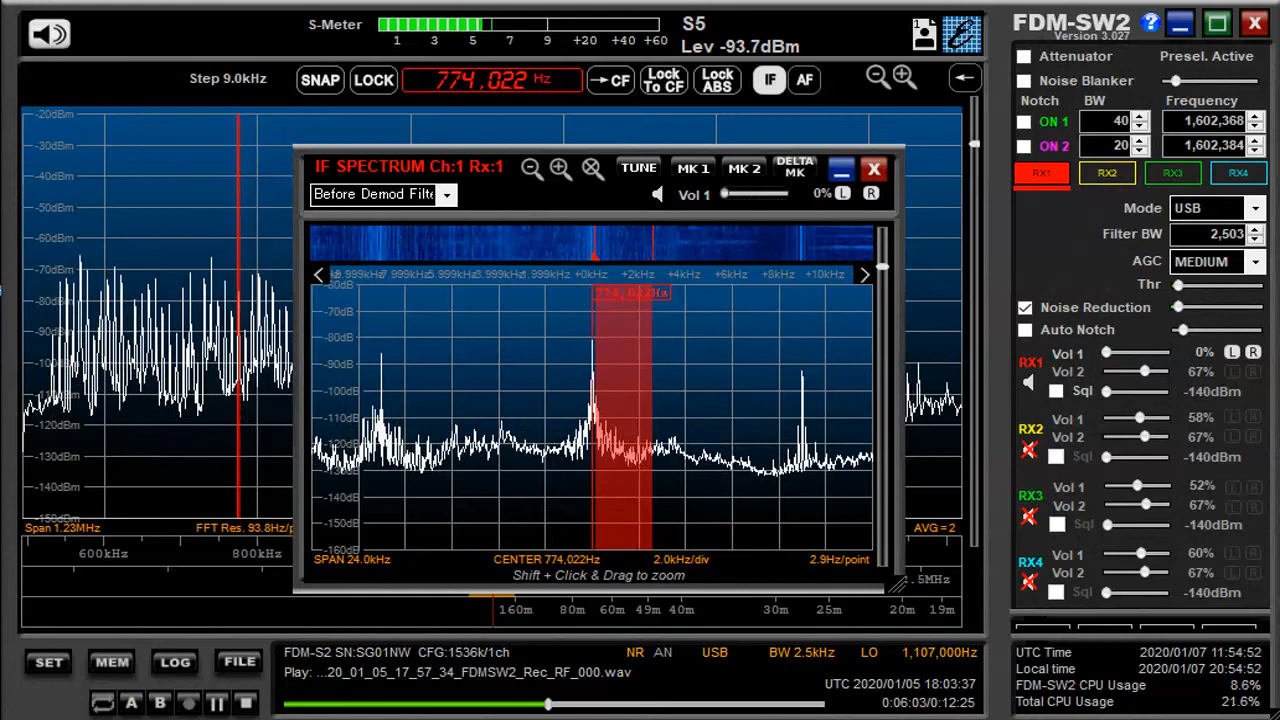 S-Meter
1 3 5 7 9 +20 +40 +60
S5
Lev -93.7dBm
Step 9.0kHz
SNAP
LOCK
774,022 Hz
→CF
Lock To CF
Lock ABS
IF
AF
-20dBm
-30dBm
-40dBm
-50dBm
-60dBm
-70dBm
-80dBm
-90dBm
-100dBm
-120dBm
-130dBm
-140dBm
Span 1.23MHz
FFT Res. 93.8Hz/p
AVG = 2
600kHz
800kHz
.5MHz
160m 80m 60m 49m 40m 30m 25m 20m 19m
IF SPECTRUM Ch:1 Rx:1
TUNE
MK 1
MK 2
DELTA MK
Before Demod Filte
Vol 1
0%
L
R
+0kHz +2kHz +4kHz +6kHz +8kHz +10kHz
774,022Hz
-60dB
-70dB
-80dB
-90dB
-100dB
-110dB
-120dB
-130dB
-140dB
-150dB
-160dB
SPAN 24.0kHz
CENTER 774,022Hz
2.0kHz/div
2.9Hz/point
Shift + Click & Drag to zoom
FDM-SW2
Version 3.027
Attenuator
Presel. Active
Noise Blanker
Notch BW Frequency
ON 1 40 1,602,368
ON 2 20 1,602,384
RX1 RX2 RX3 RX4
Mode USB
Filter BW 2,503
AGC MEDIUM
Thr
Noise Reduction
Auto Notch
RX1
Vol 1 0% L R
Vol 2 67% L R
Sql -140dBm
RX2
Vol 1 58% L R
Vol 2 67% L R
Sql -140dBm
RX3
Vol 1 52% L R
Vol 2 67% L R
Sql -140dBm
RX4
Vol 1 60% L R
Vol 2 67% L R
Sql -140dBm
SET
MEM
LOG
FILE
A
B
FDM-S2 SN:SG01NW CFG:1536k/1ch
NR AN USB BW 2.5kHz LO 1,107,000Hz
Play: ...20_01_05_17_57_34_FDMSW2_Rec_RF_000.wav
UTC 2020/01/05 18:03:37
0:06:03/0:12:25
UTC Time 2020/01/07 11:54:52
Local time 2020/01/07 20:54:52
FDM-SW2 CPU Usage 8.6%
Total CPU Usage 21.6%